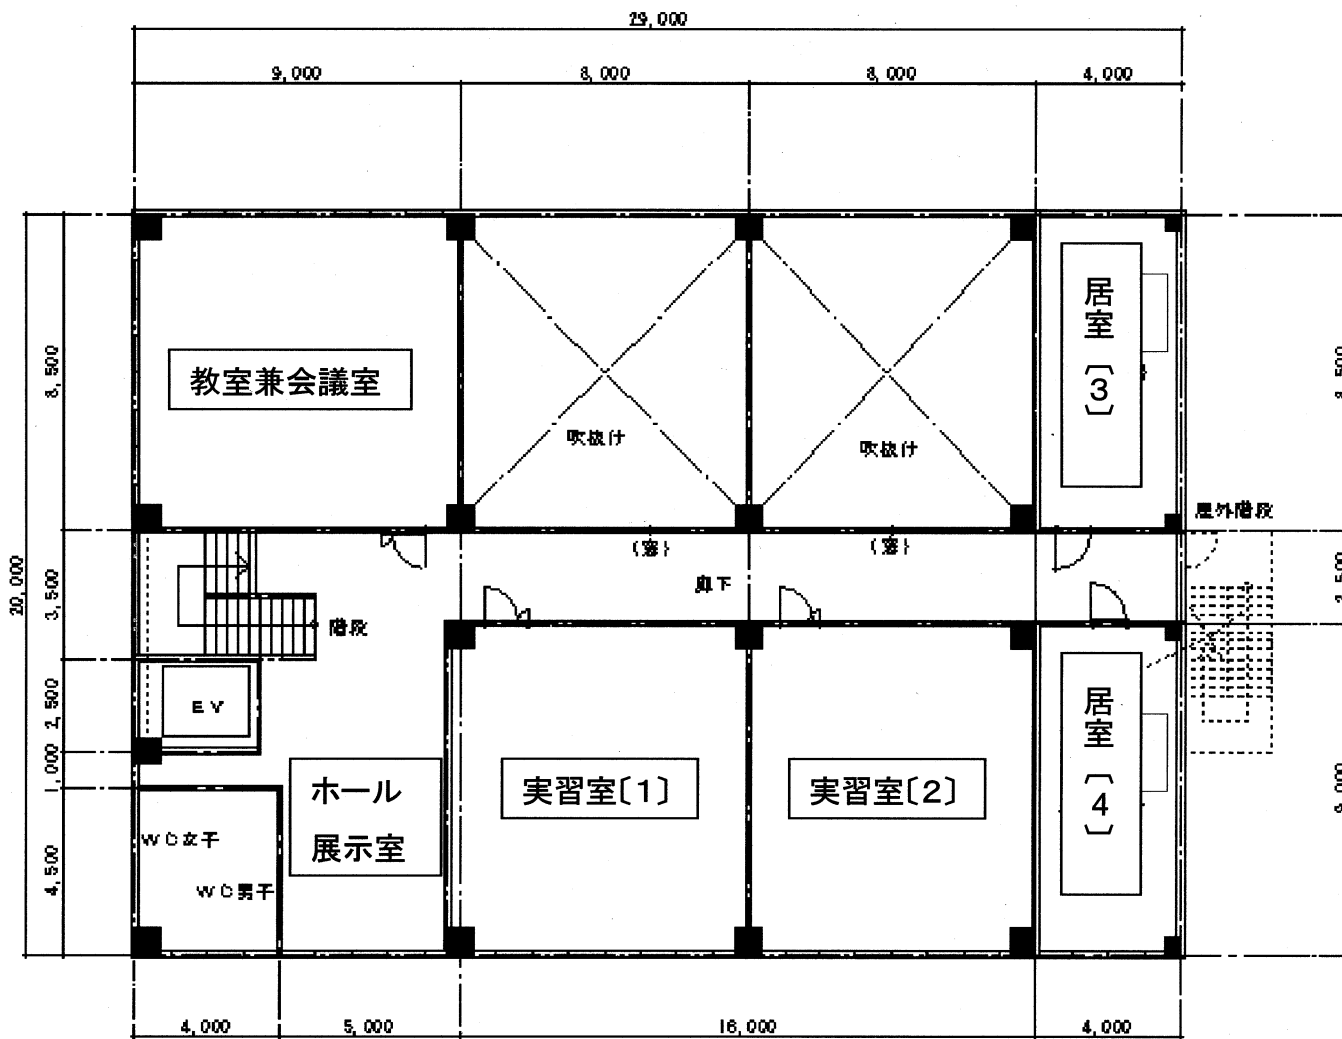 29,000
9,000
8,000
8,000
4,000
居室〔3〕
教室兼会議室
8,500
吹抜け
吹抜け
屋外階段
(窓)
(窓)
20,000
3,500
廊下
階段
2,500
EV
居室〔4〕
1,000
ホール
展示室
実習室〔1〕
実習室〔2〕
WC女子
4,500
WC男子
4,000
5,000
16,000
4,000